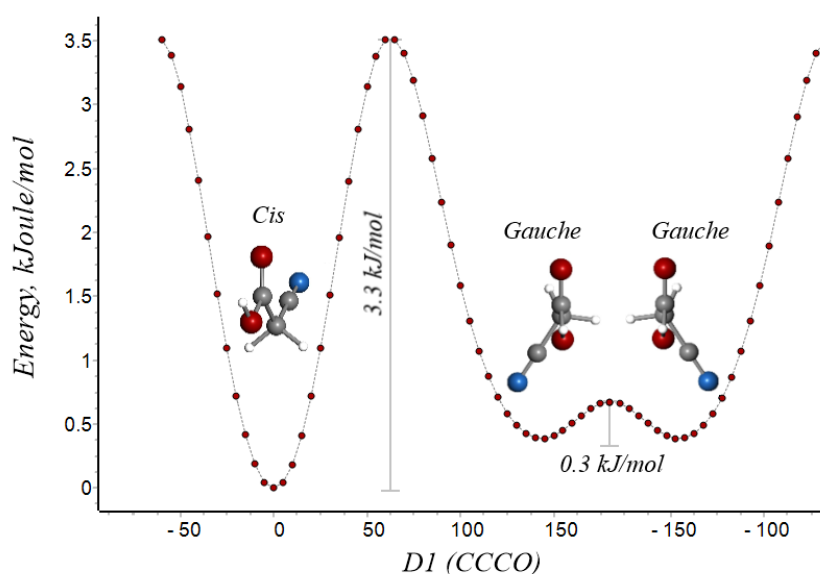 Energy, kJoule/mol
3.5
3
2.5
2
1.5
1
0.5
0
Cis
3.3 kJ/mol
Gauche
Gauche
0.3 kJ/mol
- 50
0
50
100
150
- 150
- 100
D1 (CCCO)